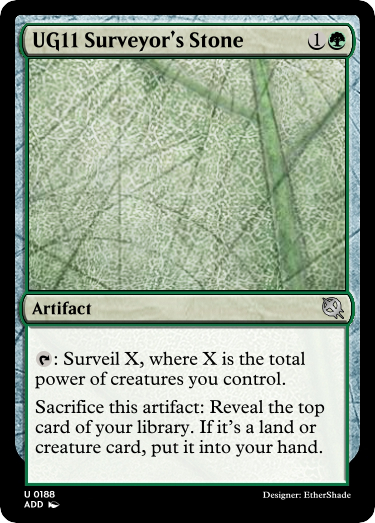 UG11 Surveyor's Stone 1
Artifact
: Surveil X, where X is the total
power of creatures you control.
Sacrifice this artifact: Reveal the top
card of your library. If it's a land or
creature card, put it into your hand.
U 0188
ADD
Designer: EtherShade